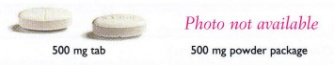 Photo not available
500 mg tab
500 mg powder package